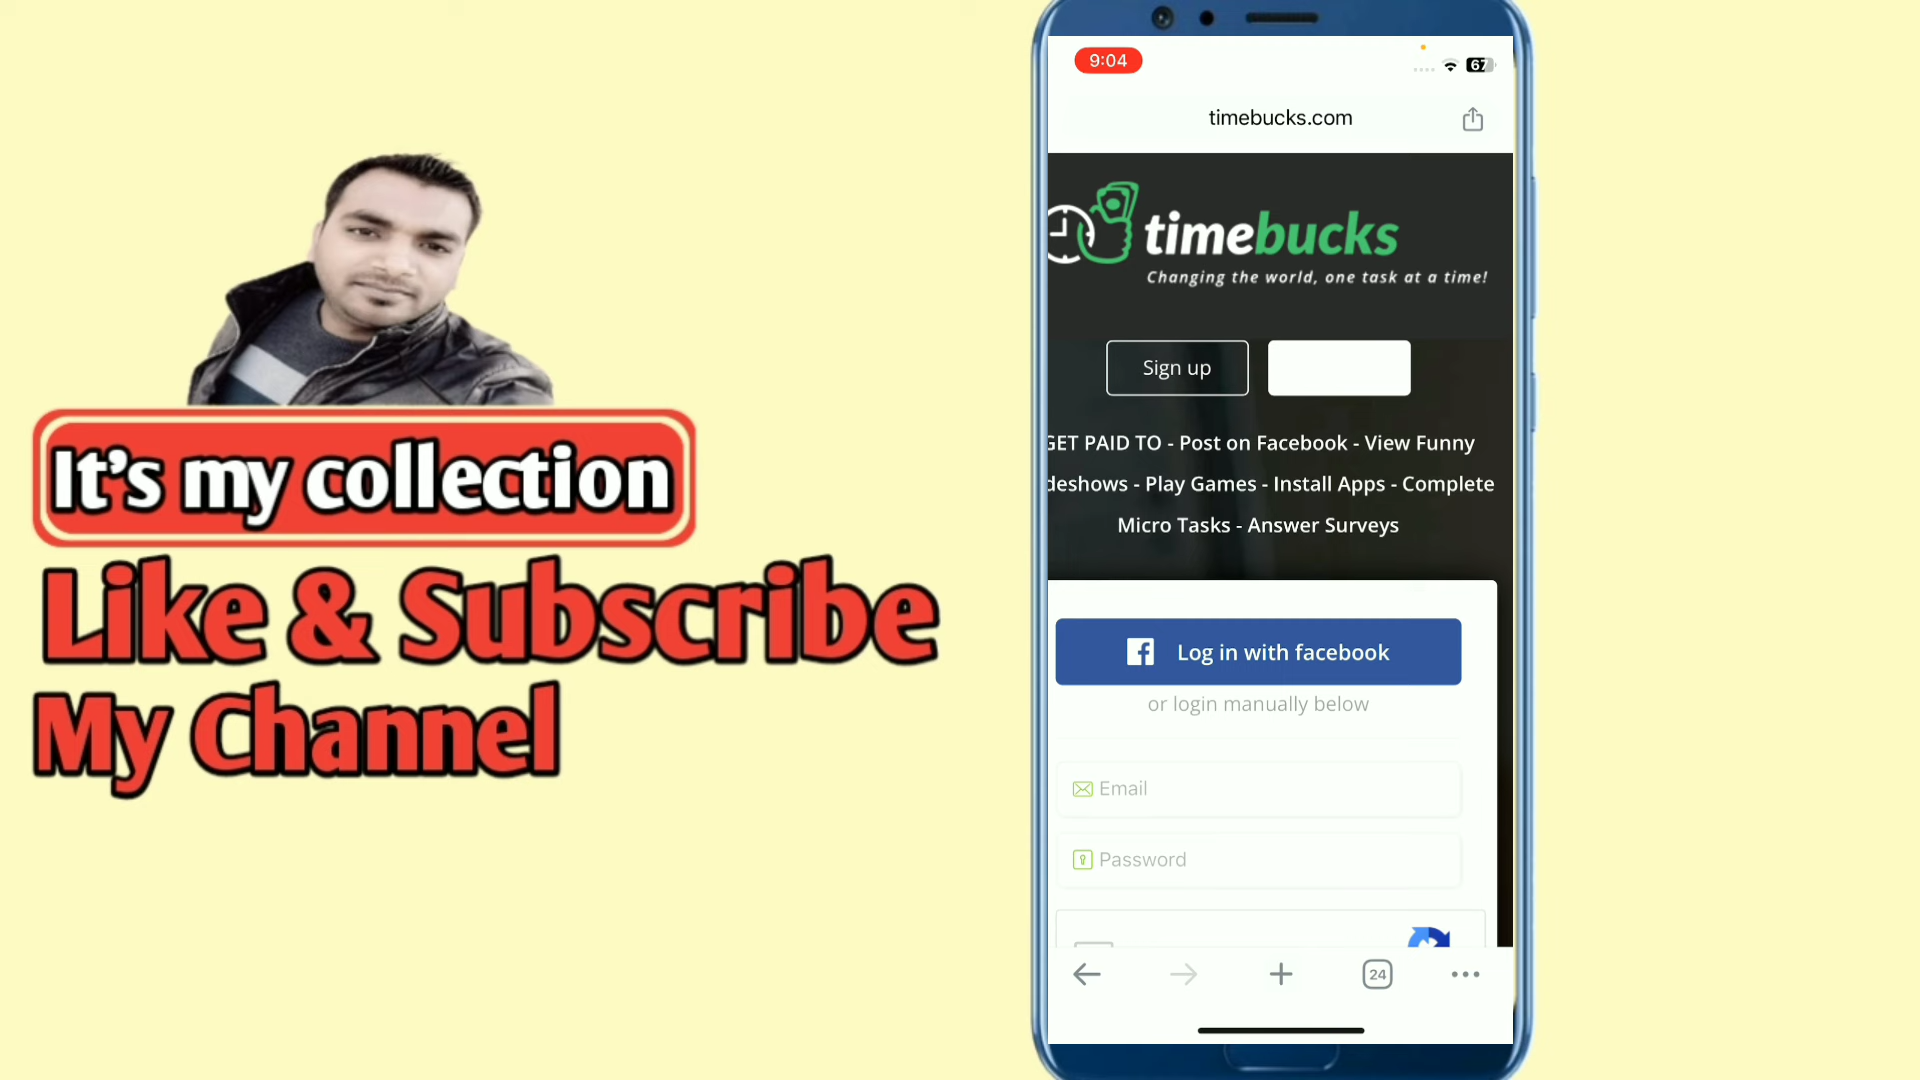 It's my collection
Like & Subscribe
My Channel
9:04
67
timebucks.com
timebucks
Changing the world, one task at a time!
Sign up
GET PAID TO - Post on Facebook - View Funny
deshows - Play Games - Install Apps - Complete
Micro Tasks - Answer Surveys
Log in with facebook
or login manually below
Email
Password
24